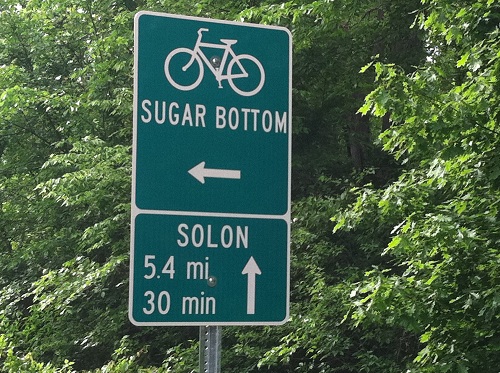 SUGAR BOTTOM
SOLON
5.4 mi
30 min